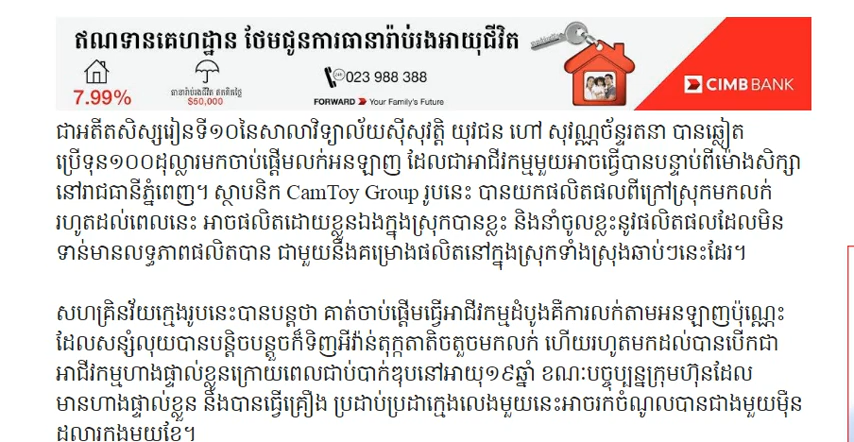 ឥណទានគេហដ្ឋាន ថែមជូនការធានារ៉ាប់រងអាយុជីវិត
7.99%
ធានារ៉ាប់រងជីវិត ឥតគិតថ្លៃ
$50,000
023 988 388
FORWARD Your Family's Future
CIMB BANK
ជាអតីតសិស្សរៀនទី១០នៃសាលាវិទ្យាល័យស៊ីសុវត្ថិ យុវជន ហៅ សុវណ្ណច័ន្ទរតនា បានឆ្លៀត
ប្រើទុន១០០ដុល្លារមកចាប់ផ្ដើមលក់អនឡាញ ដែលជាអាជីវកម្មមួយអាចធ្វើបានបន្ទាប់ពីម៉ោងសិក្សា
នៅរាជធានីភ្នំពេញ។ ស្ថាបនិក CamToy Group រូបនេះ បានយកផលិតផលពីក្រៅស្រុកមកលក់
រហូតដល់ពេលនេះ អាចផលិតដោយខ្លួនឯងក្នុងស្រុកបានខ្លះ និងនាំចូលខ្លះនូវផលិតផលដែលមិន
ទាន់មានលទ្ធភាពផលិតបាន ជាមួយនឹងគម្រោងផលិតនៅក្នុងស្រុកទាំងស្រុងឆាប់ៗនេះដែរ។
សហគ្រិនវ័យក្មេងរូបនេះបានបន្តថា គាត់ចាប់ផ្ដើមធ្វើអាជីវកម្មដំបូងគឺការលក់តាមអនឡាញប៉ុណ្ណេះ
ដែលសន្សំលុយបានបន្តិចបន្តួចក៏ទិញអីវ៉ាន់តុក្កតាតិចតួចមកលក់ ហើយរហូតមកដល់បានបើកជា
អាជីវកម្មហាងផ្ទាល់ខ្លួនក្រោយពេលជាប់បាក់ឌុបនៅអាយុ១៩ឆ្នាំ ខណៈបច្ចុប្បន្នក្រុមហ៊ុនដែល
មានហាងផ្ទាល់ខ្លួន និងបានធ្វើគ្រឿង ប្រដាប់ប្រដាក្មេងលេងមួយនេះអាចរកចំណូលបានជាងមួយម៉ឺន
ដុល្លារក្នុងមួយខែ។